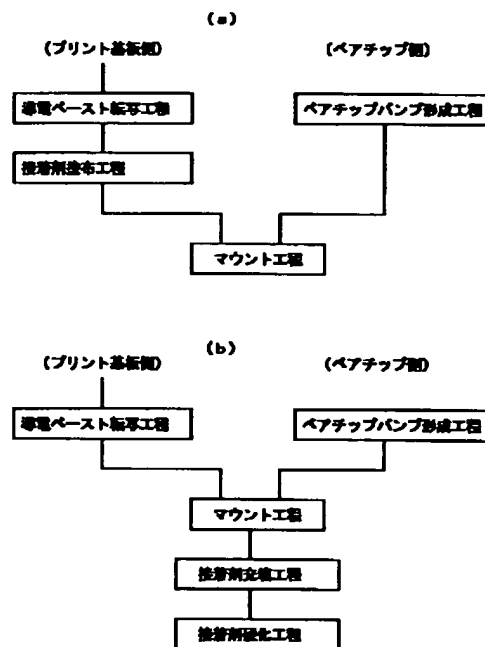 (a)
(プリント基板側)
(ベアチップ側)
導電ペースト転写工程
ベアチップバンプ形成工程
接着剤塗布工程
マウント工程
(b)
(プリント基板側)
(ベアチップ側)
導電ペースト転写工程
ベアチップバンプ形成工程
マウント工程
接着剤充填工程
接着剤硬化工程